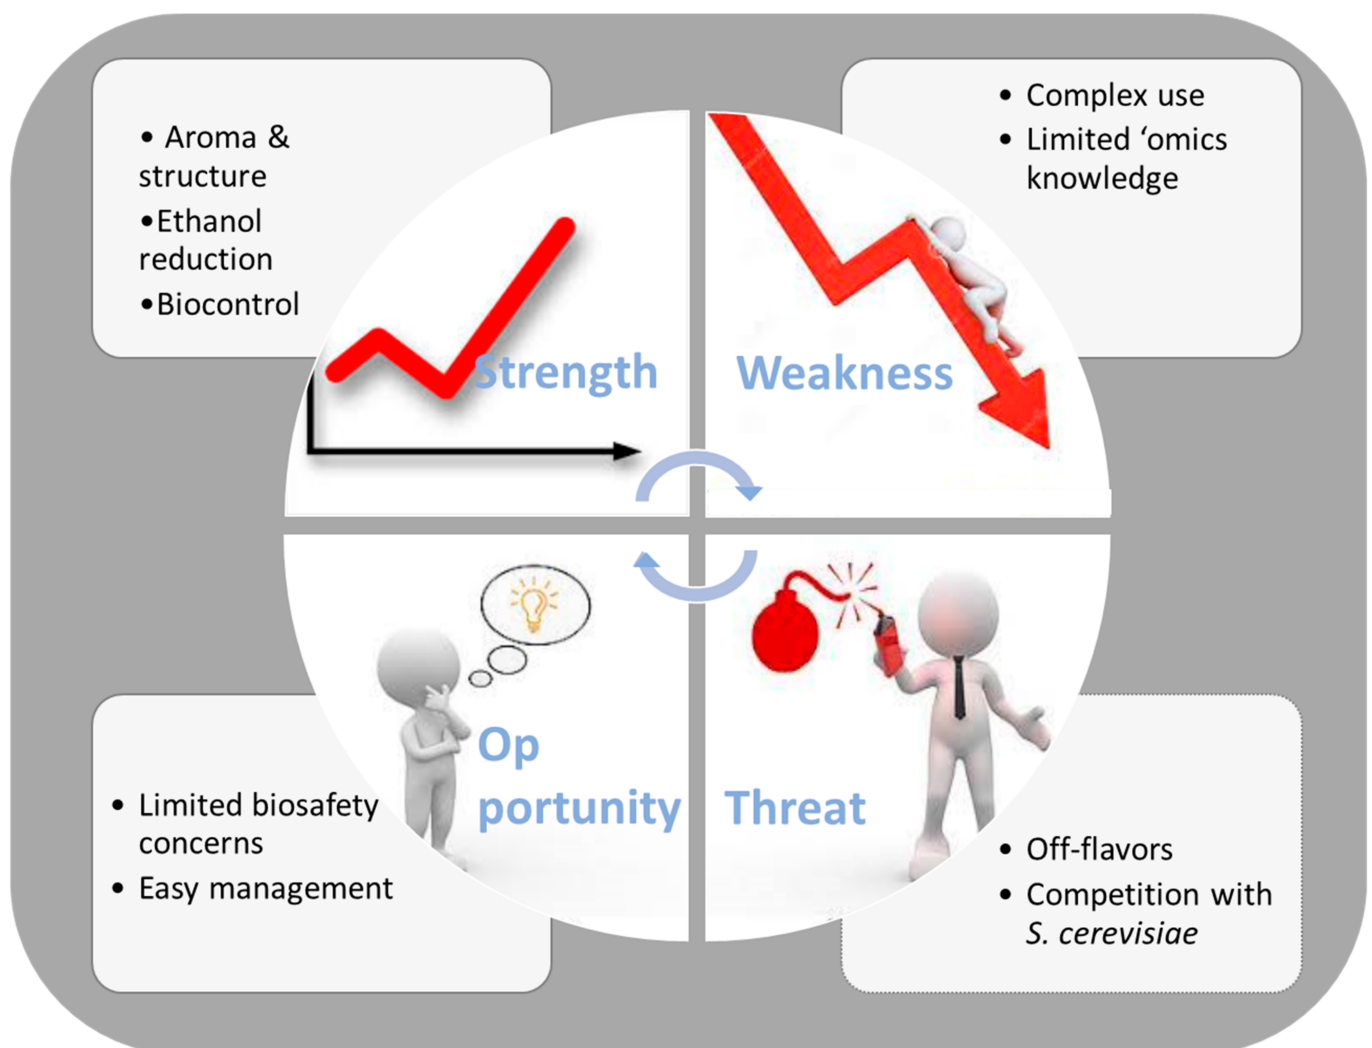 • Aroma &
structure
•Ethanol
reduction
•Biocontrol
• Complex use
• Limited ‘omics
knowledge
Strength
Weakness
Op
portunity
Threat
• Limited biosafety
concerns
• Easy management
• Off-flavors
• Competition with
S. cerevisiae